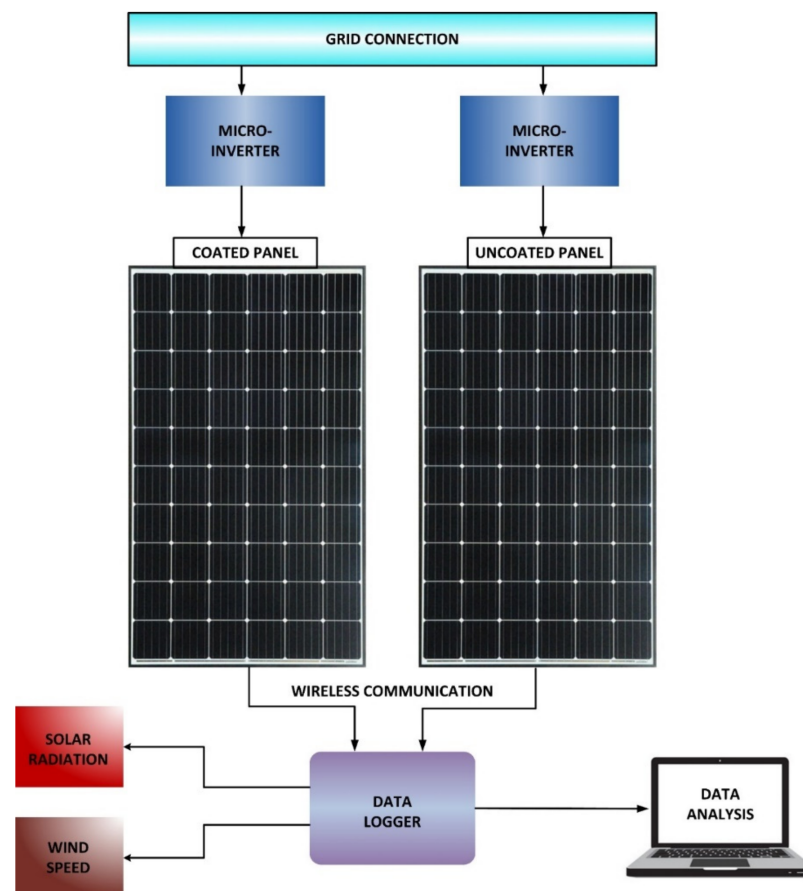 GRID CONNECTION
MICRO-
INVERTER
MICRO-
INVERTER
COATED PANEL
UNCOATED PANEL
WIRELESS COMMUNICATION
SOLAR
RADIATION
DATA
LOGGER
DATA
ANALYSIS
WIND
SPEED